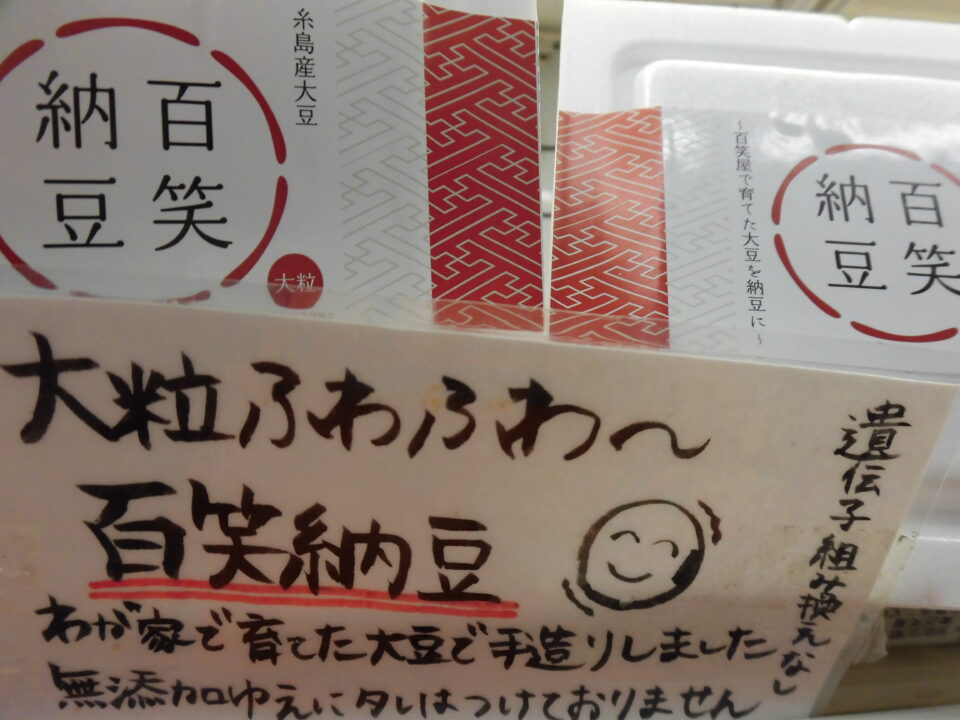 百笑
納豆
糸島産大豆
大粒
～百笑屋で育てた大豆を納豆に～
百笑
納豆
大粒ふわふわ～
百笑納豆
わが家で育てた大豆で手造りしました
無添加ゆえにタレはつけておりません
遺伝子組み換えなし